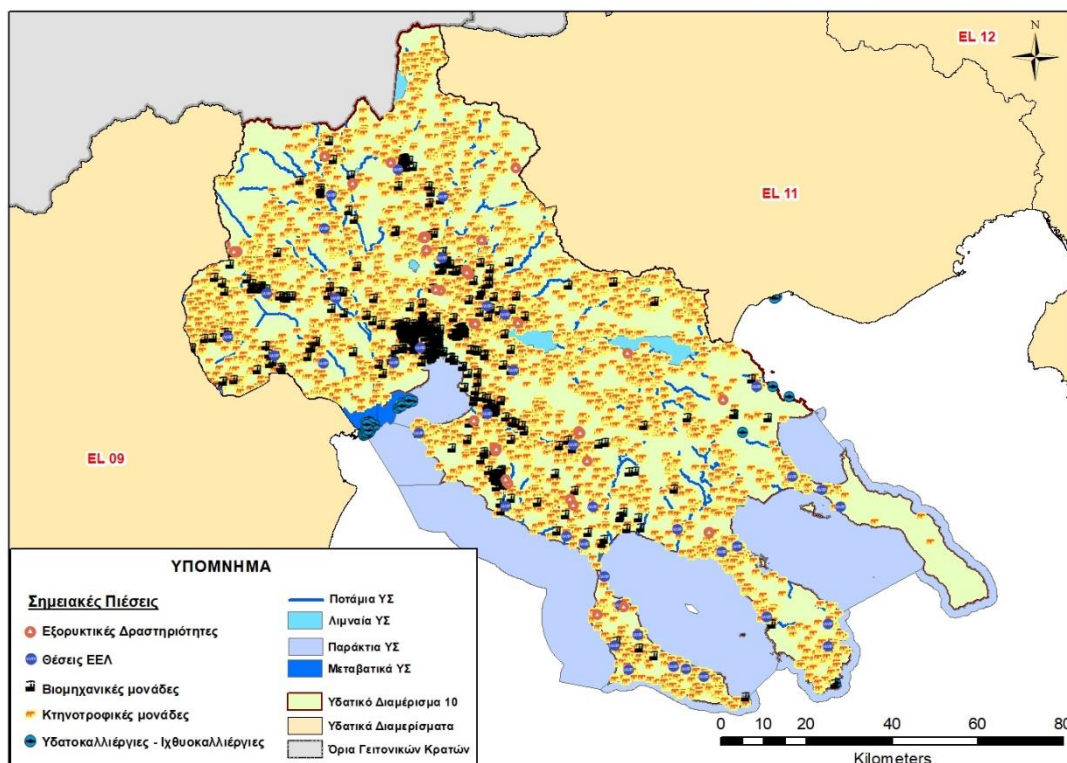 EL 12
N
EL 11
EL 09
ΥΠΟΜΝΗΜΑ
Σημειακές Πιέσεις
Εξορυκτικές Δραστηριότητες
Θέσεις ΕΕΛ
Βιομηχανικές μονάδες
Κτηνοτροφικές μονάδες
Υδατοκαλλιέργιες - Ιχθυοκαλλιέργιες
Ποτάμια ΥΣ
Λιμναία ΥΣ
Παράκτια ΥΣ
Μεταβατικά ΥΣ
Υδατικό Διαμέρισμα 10
Υδατικά Διαμερίσματα
Όρια Γειτονικών Κρατών
0 10 20 40 60 80
Kilometers